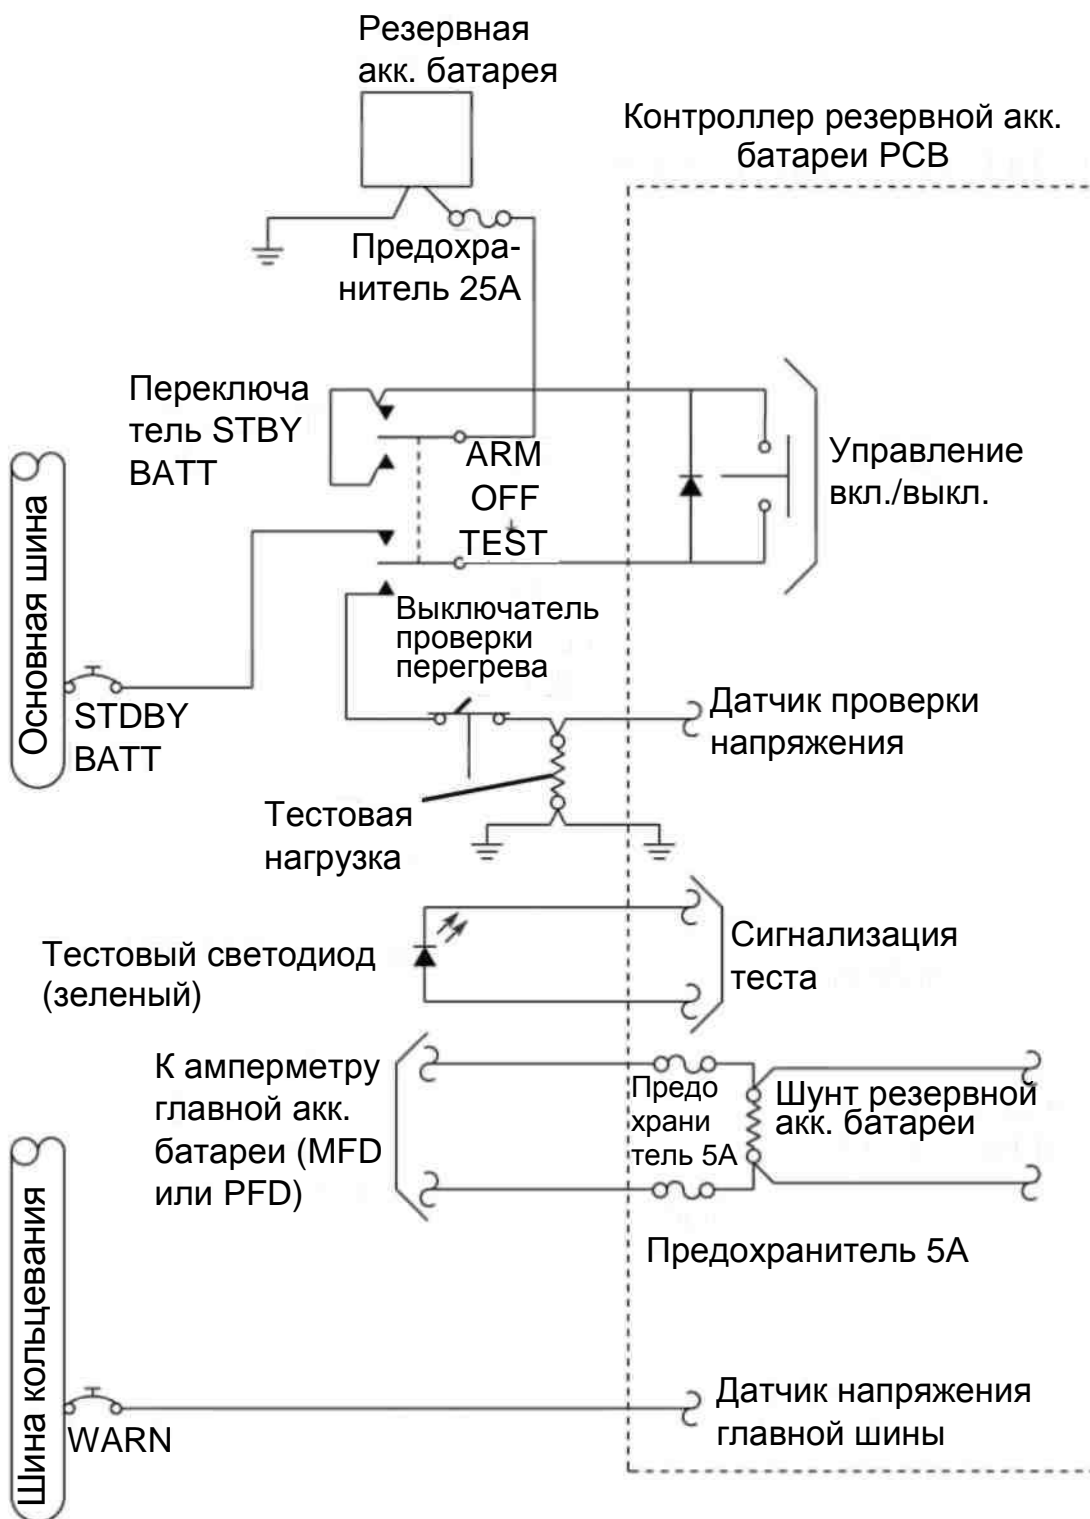 Резервная
акк. батарея
Контроллер резервной акк.
батареи PCB
Предохра-
нитель 25А
Переключа
тель STBY
BATT
ARM
OFF
TEST
Управление
вкл./выкл.
Основная шина
Выключатель
проверки
перегрева
STDBY
BATT
Датчик проверки
напряжения
Тестовая
нагрузка
Тестовый светодиод
(зеленый)
Сигнализация
теста
К амперметру
главной акк.
батареи (MFD
или PFD)
Предо
храни
тель 5А
Шунт резервной
акк. батареи
Предохранитель 5А
Шина кольцевания
WARN
Датчик напряжения
главной шины